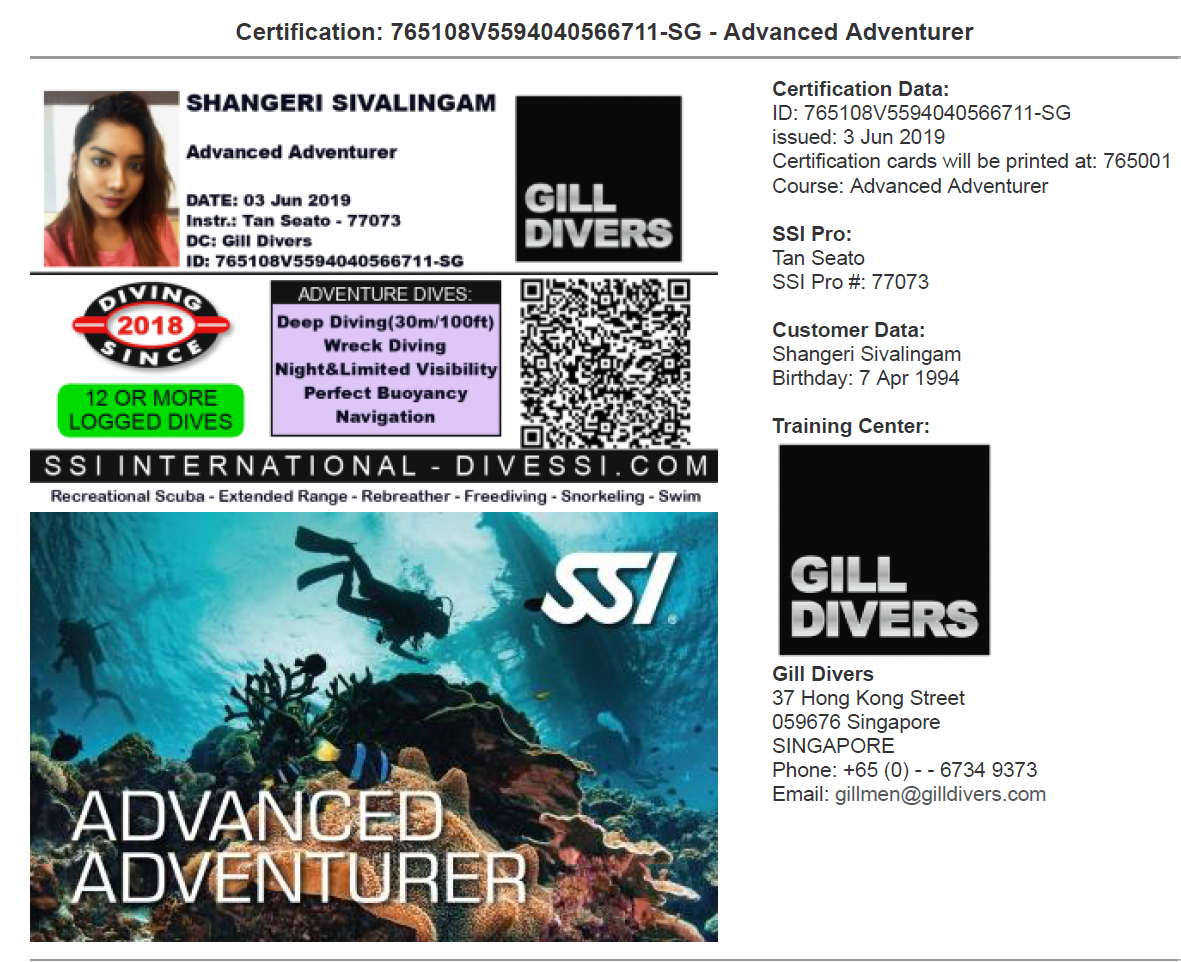 Certification: 765108V5594040566711-SG - Advanced Adventurer
SHANGERI SIVALINGAM
Advanced Adventurer
DATE: 03 Jun 2019
Instr.: Tan Seato - 77073
DC: Gill Divers
ID: 765108V5594040566711-SG
GILL
DIVERS
DIVING
2018
SINCE
12 OR MORE
LOGGED DIVES
ADVENTURE DIVES:
Deep Diving(30m/100ft)
Wreck Diving
Night&Limited Visibility
Perfect Buoyancy
Navigation
SSI INTERNATIONAL - DIVESSI.COM
Recreational Scuba - Extended Range - Rebreather - Freediving - Snorkeling - Swim
SSI®
ADVANCED
ADVENTURER
Certification Data:
ID: 765108V5594040566711-SG
issued: 3 Jun 2019
Certification cards will be printed at: 765001
Course: Advanced Adventurer
SSI Pro:
Tan Seato
SSI Pro #: 77073
Customer Data:
Shangeri Sivalingam
Birthday: 7 Apr 1994
Training Center:
GILL
DIVERS
Gill Divers
37 Hong Kong Street
059676 Singapore
SINGAPORE
Phone: +65 (0) - - 6734 9373
Email: gillmen@gilldivers.com